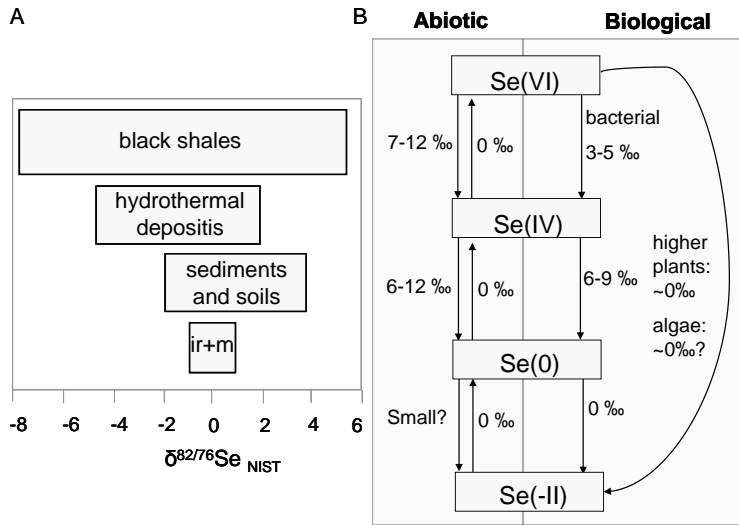 A
black shales
hydrothermal
depositis
sediments
and soils
ir+m
-8 -6 -4 -2 0 2 4 6
δ82/76Se NIST
B
Abiotic Biological
Se(VI)
7-12 ‰ 0 ‰
bacterial
3-5 ‰
Se(IV)
6-12 ‰ 0 ‰ 6-9 ‰
higher
plants:
~0‰
algae:
~0‰?
Se(0)
Small? 0 ‰ 0 ‰
Se(-II)